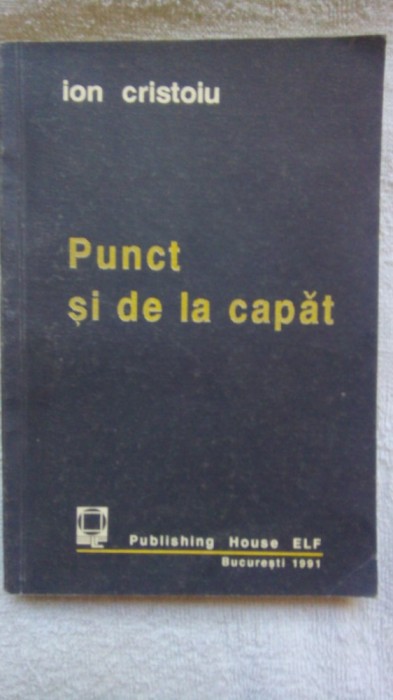 ion cristoiu
Punct
și de la capăt
Publishing House ELF
București 1991